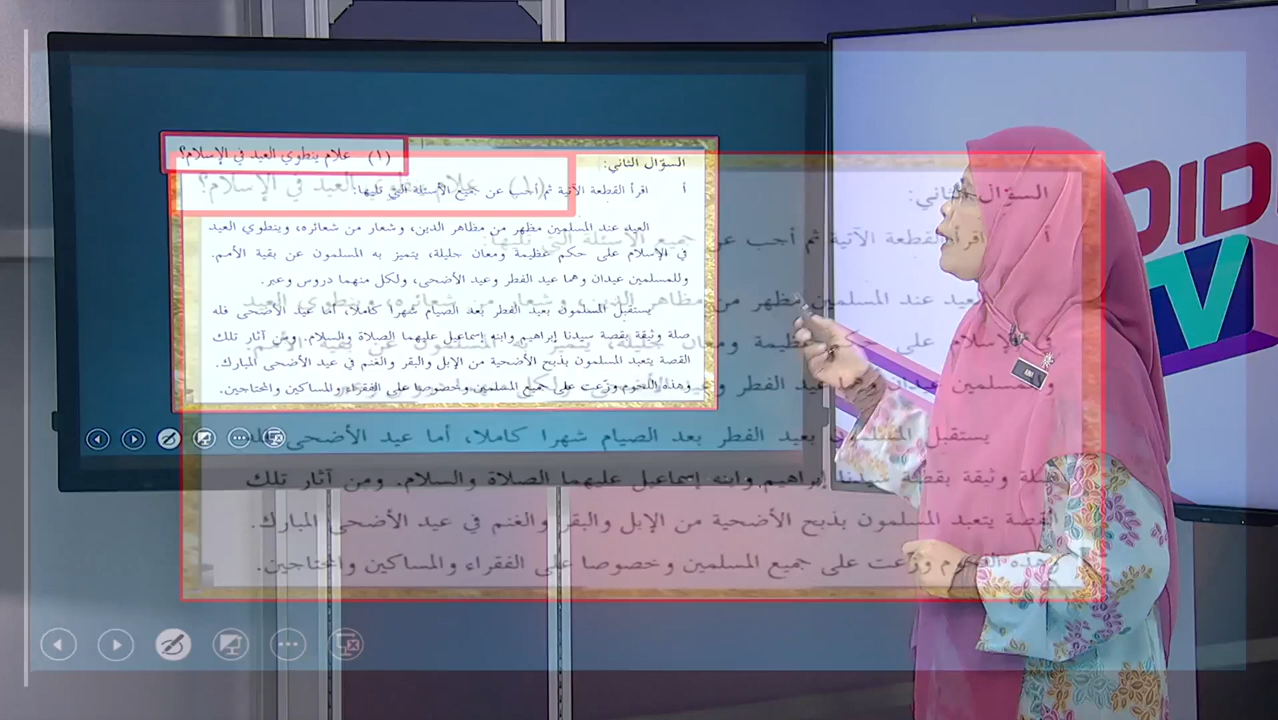 (١) علام ينطوي العيد في الإسلام؟
السؤال الثاني:
أ اقرأ القطعة الآتية ثم أجب عن جميع الأسئلة التي تليها:
العيد عند المسلمين مظهر من مظاهر الدين، وشعار من شعائره، وينطوي العيد
في الإسلام على حكم عظيمة ومعان جليلة، يتميز به المسلمون عن بقية الأمم.
وللمسلمين عيدان وهما عيد الفطر وعيد الأضحى، ولكل منهما دروس وعبر.
يستقبل المسلمون بعيد الفطر بعد الصيام شهرا كاملا، أما عيد الأضحى فله
صلة وثيقة بقصة سيدنا إبراهيم وابنه إسماعيل عليهما الصلاة والسلام. ومن آثار تلك
القصة يتعبد المسلمون بذبح الأضحية من الإبل والبقر والغنم في عيد الأضحى المبارك.
وهذه اللحوم وزّعت على جميع المسلمين وخصوصا على الفقراء والمساكين والمحتاجين.
DID
TV